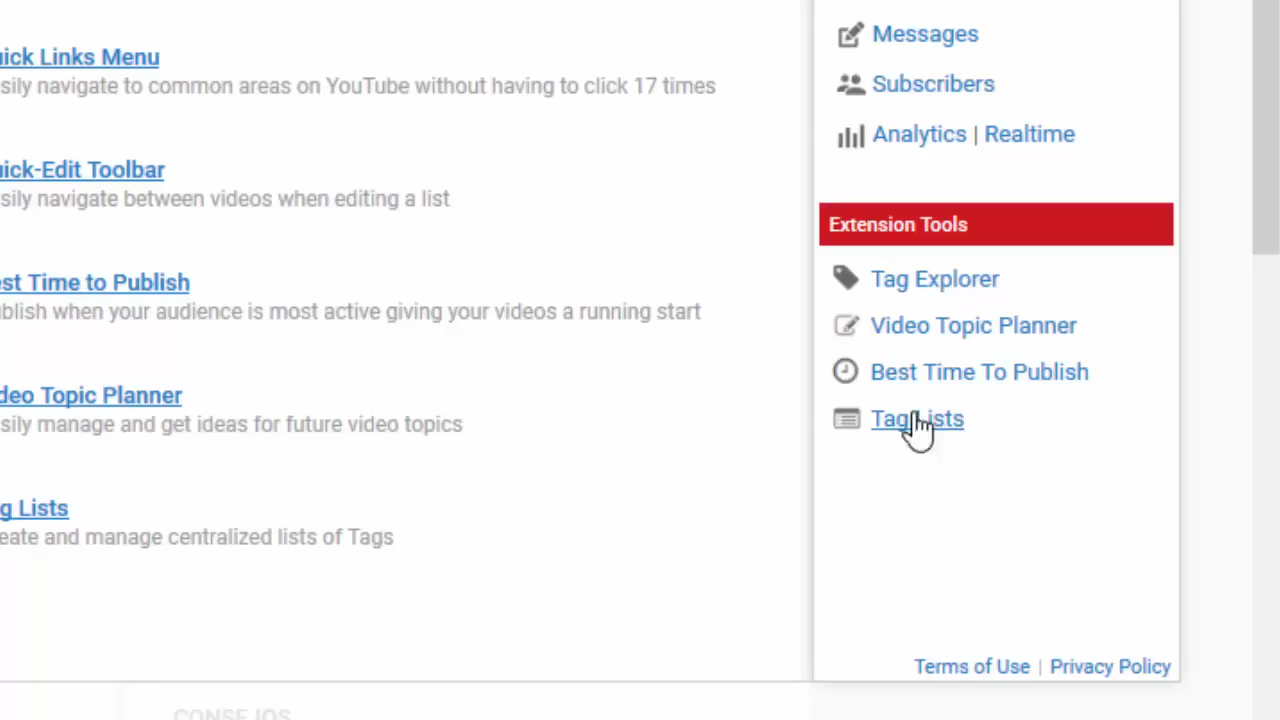 uick Links Menu
sily navigate to common areas on YouTube without having to click 17 times
uick-Edit Toolbar
sily navigate between videos when editing a list
est Time to Publish
ublish when your audience is most active giving your videos a running start
deo Topic Planner
sily manage and get ideas for future video topics
g Lists
eate and manage centralized lists of Tags
Messages
Subscribers
Analytics | Realtime
Extension Tools
Tag Explorer
Video Topic Planner
Best Time To Publish
Tag Lists
Terms of Use | Privacy Policy
CONSEJOS